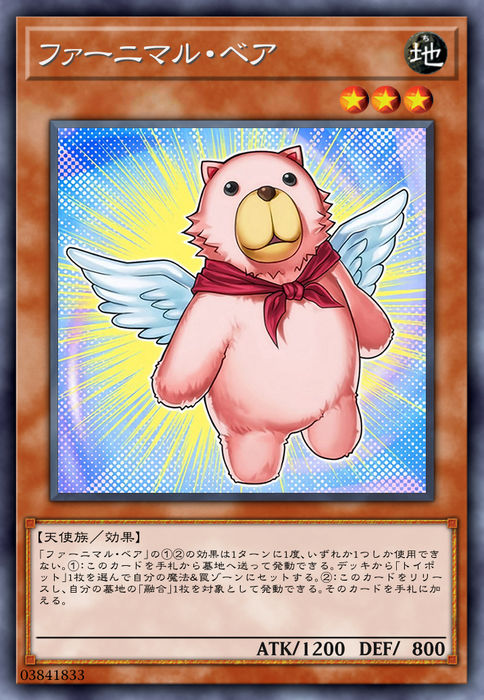 ファーニマル・ベア
ち
地
【天使族／効果】
「ファーニマル・ベア」の①②の効果は1ターンに1度、いずれか1つしか使用でき
ない。①:このカードを手札から墓地へ送って発動できる。デッキから「トイポ
ット」1枚を選んで自分の魔法&罠ゾーンにセットする。②:このカードをリリー
スし、自分の墓地の「融合」1枚を対象として発動できる。そのカードを手札に加
える。
ATK/1200 DEF/ 800
03841833